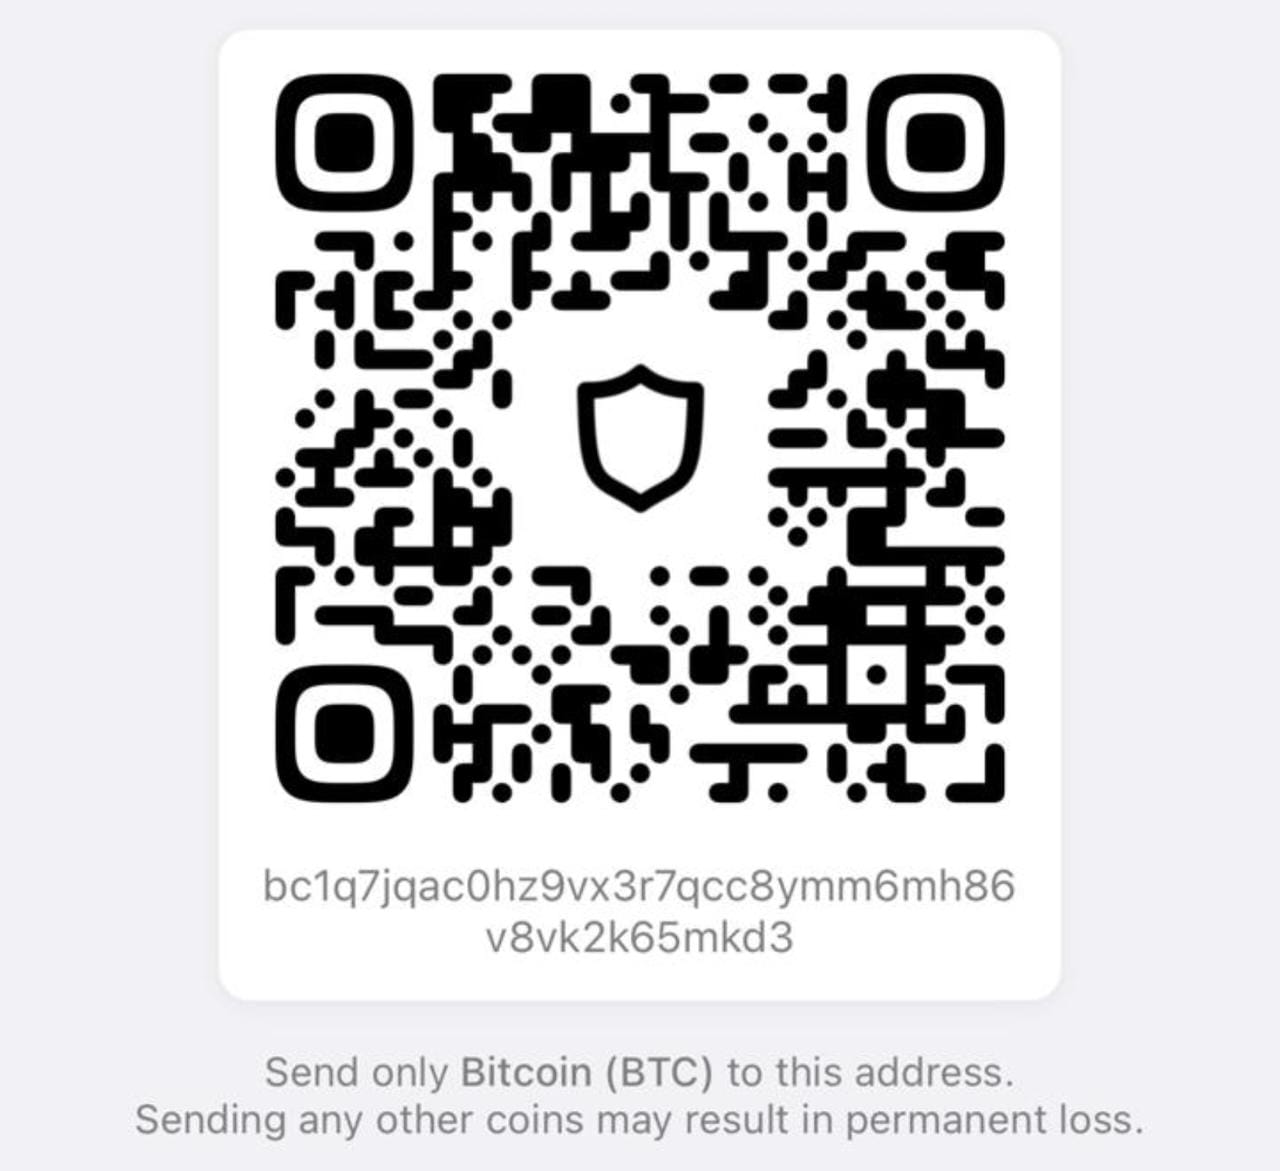 bc1q7jqac0hz9vx3r7qcc8ymm6mh86
v8vk2k65mkd3
Send only Bitcoin (BTC) to this address.
Sending any other coins may result in permanent loss.